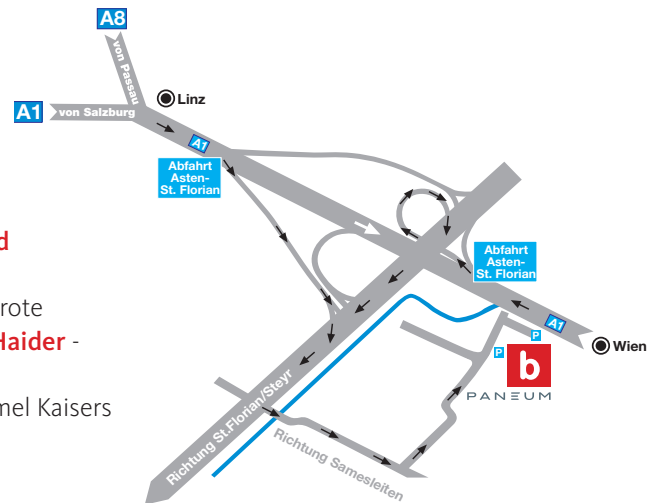 A8
von Passau
A1
von Salzburg
Linz
A1
Abfahrt
Asten-
St. Florian
d
rote
Haider -
mel Kaisers
Abfahrt
Asten-
St. Florian
A1
Wien
P
P
b
PANEUM
Richtung St.Florian/Steyr
Richtung Samesleiten